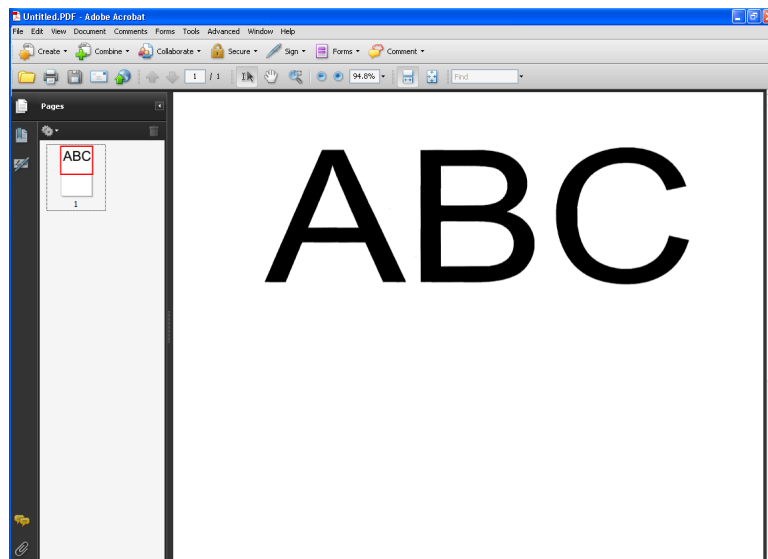 Untitled.PDF - Adobe Acrobat
File Edit View Document Comments Forms Tools Advanced Window Help
Create Combine Collaborate Secure Sign Forms Comment
1 / 1 94.8% Find
Pages
ABC
1
ABC